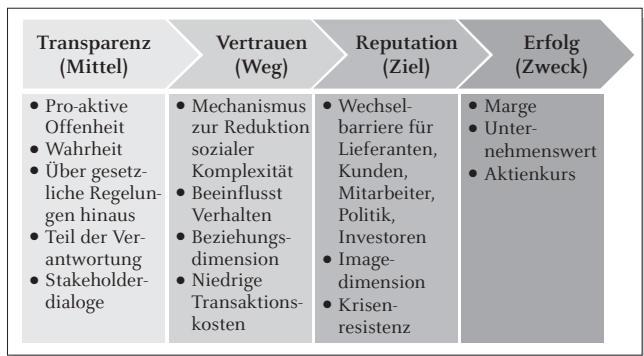 Transparenz
(Mittel)
Vertrauen
(Weg)
Reputation
(Ziel)
Erfolg
(Zweck)
• Pro-aktive
Offenheit
• Wahrheit
• Über gesetz-
liche Regelun-
gen hinaus
• Teil der Ver-
antwortung
• Stakeholder-
dialoge
• Mechanismus
zur Reduktion
sozialer
Komplexität
• Beeinflusst
Verhalten
• Beziehungs-
dimension
• Niedrige
Transaktions-
kosten
• Wechsel-
barriere für
Lieferanten,
Kunden,
Mitarbeiter,
Politik,
Investoren
• Image-
dimension
• Krisen-
resistenz
• Marge
• Unter-
nehmenswert
• Aktienkurs